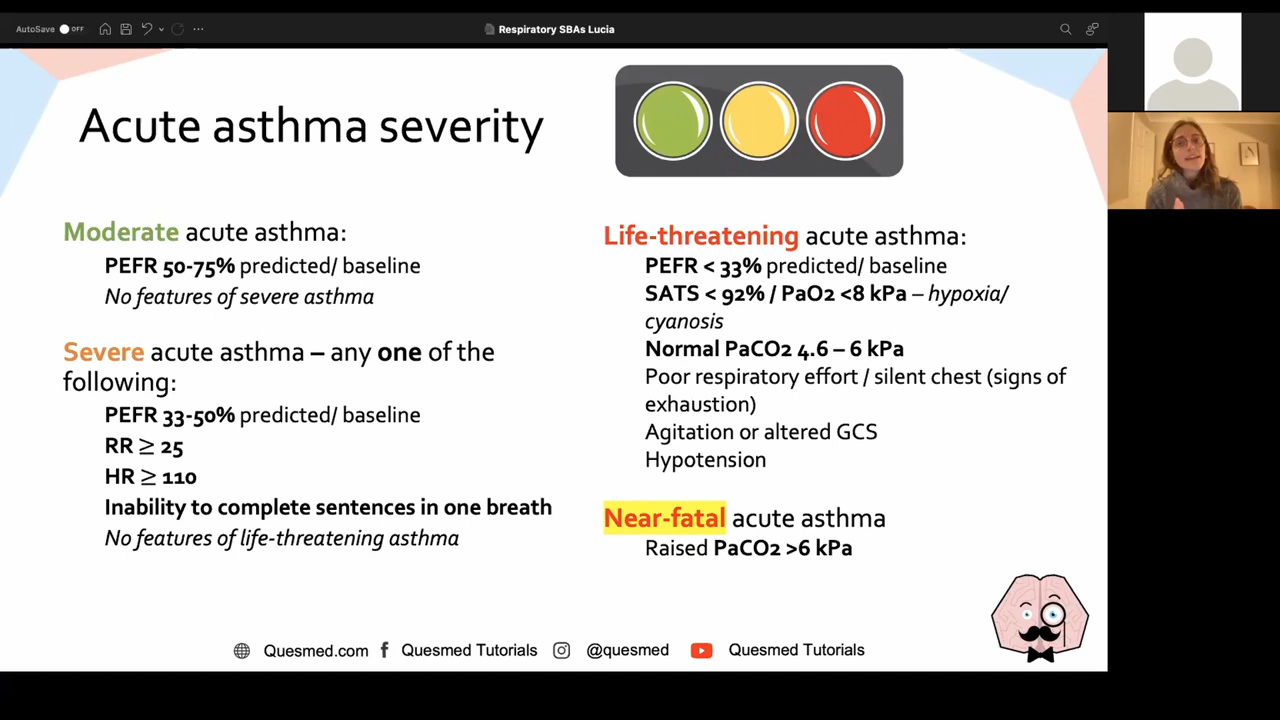 AutoSave OFF
Respiratory SBAs Lucia
Acute asthma severity
Moderate acute asthma:
PEFR 50-75% predicted/ baseline
No features of severe asthma
Severe acute asthma – any one of the
following:
PEFR 33-50% predicted/ baseline
RR ≥ 25
HR ≥ 110
Inability to complete sentences in one breath
No features of life-threatening asthma
Life-threatening acute asthma:
PEFR < 33% predicted/ baseline
SATS < 92% / PaO2 <8 kPa – hypoxia/
cyanosis
Normal PaCO2 4.6 – 6 kPa
Poor respiratory effort / silent chest (signs of
exhaustion)
Agitation or altered GCS
Hypotension
Near-fatal acute asthma
Raised PaCO2 >6 kPa
Quesmed.com Quesmed Tutorials @quesmed Quesmed Tutorials